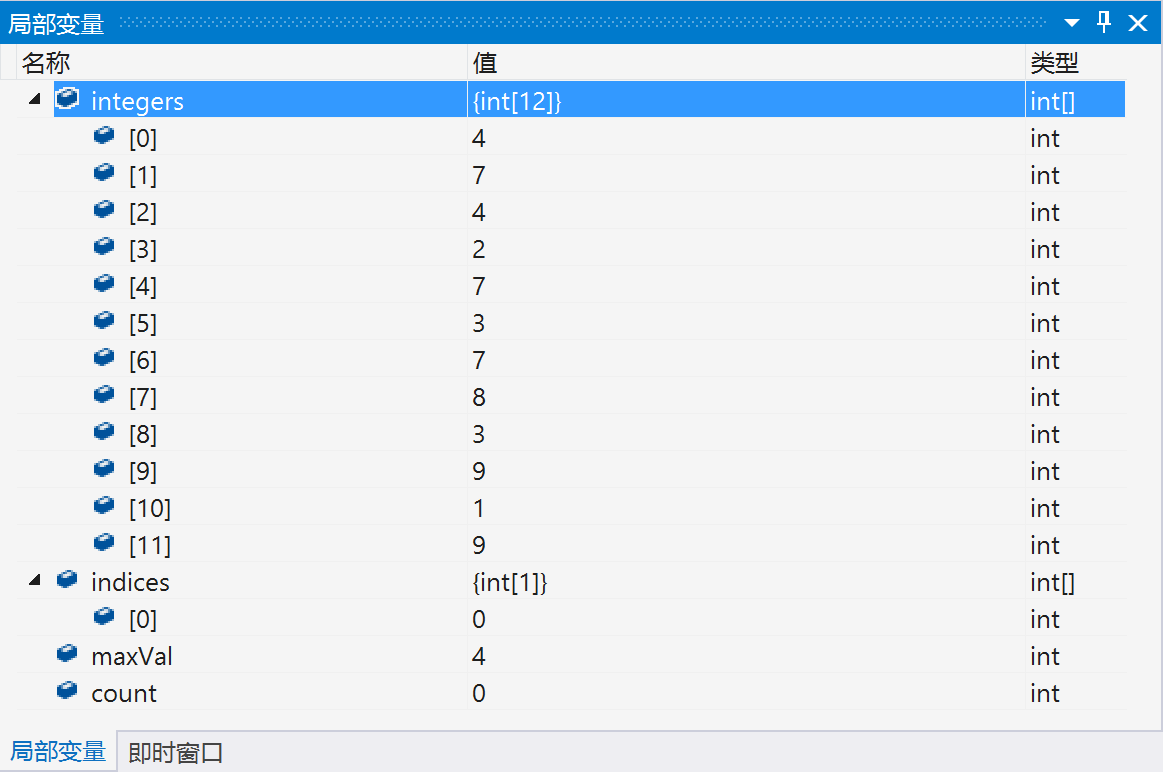 局部变量
名称 值 类型
integers {int[12]} int[]
[0] 4 int
[1] 7 int
[2] 4 int
[3] 2 int
[4] 7 int
[5] 3 int
[6] 7 int
[7] 8 int
[8] 3 int
[9] 9 int
[10] 1 int
[11] 9 int
indices {int[1]} int[]
[0] 0 int
maxVal 4 int
count 0 int
局部变量 即时窗口